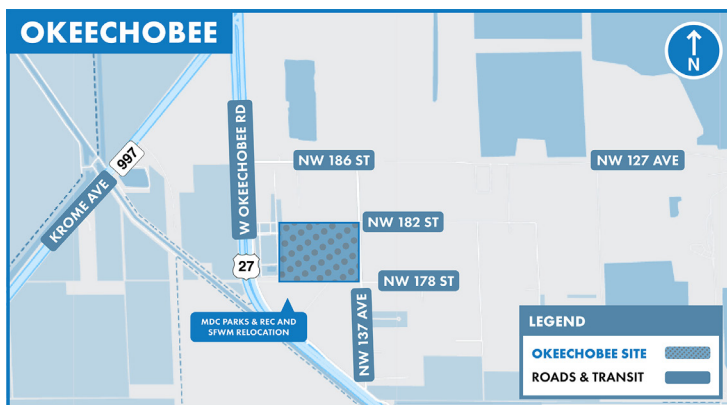 OKEECHOBEE
N
997
KROME AVE
W OKEECHOBEE RD
NW 186 ST
NW 127 AVE
NW 182 ST
27
NW 178 ST
NW 137 AVE
MDC PARKS & REC AND
SFWM RELOCATION
LEGEND
OKEECHOBEE SITE
ROADS & TRANSIT